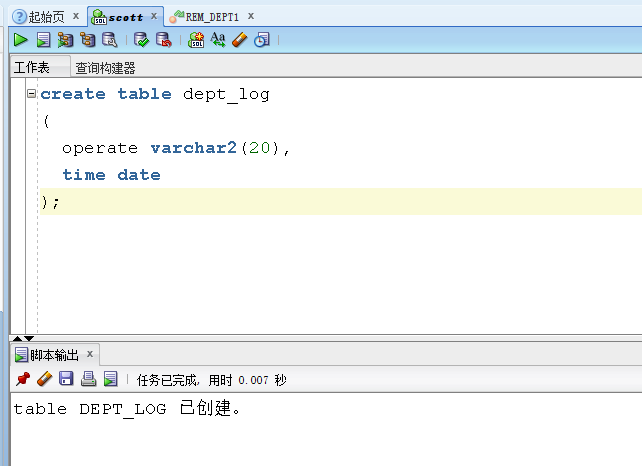 起始页 scott REM_DEPT1
工作表 查询构建器
create table dept_log
(
operate varchar2(20),
time date
);
脚本输出
任务已完成, 用时 0.007 秒
table DEPT_LOG 已创建。